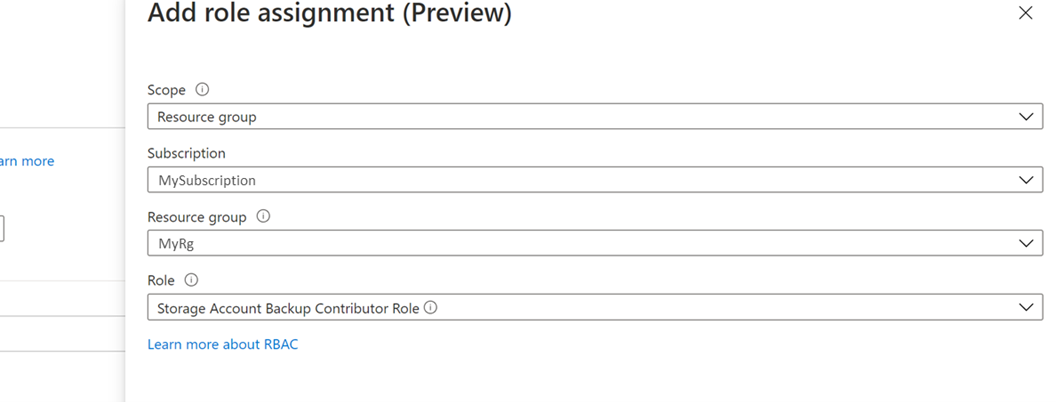 Add role assignment (Preview)
Scope
Resource group
Subscription
arn more
MySubscription
Resource group
MyRg
Role
Storage Account Backup Contributor Role
Learn more about RBAC